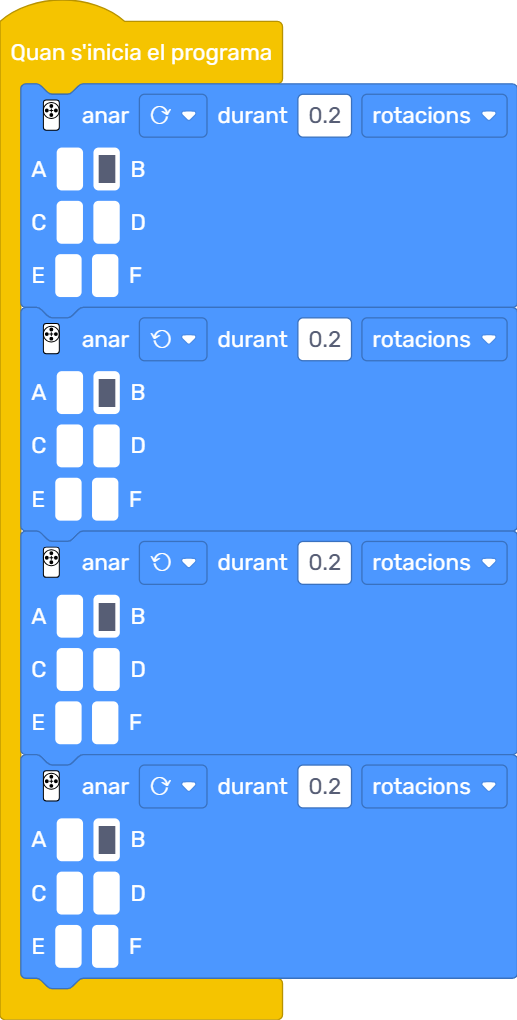 Quan s'inicia el programa
anar durant 0.2 rotacions
A B
C D
E F
anar durant 0.2 rotacions
A B
C D
E F
anar durant 0.2 rotacions
A B
C D
E F
anar durant 0.2 rotacions
A B
C D
E F